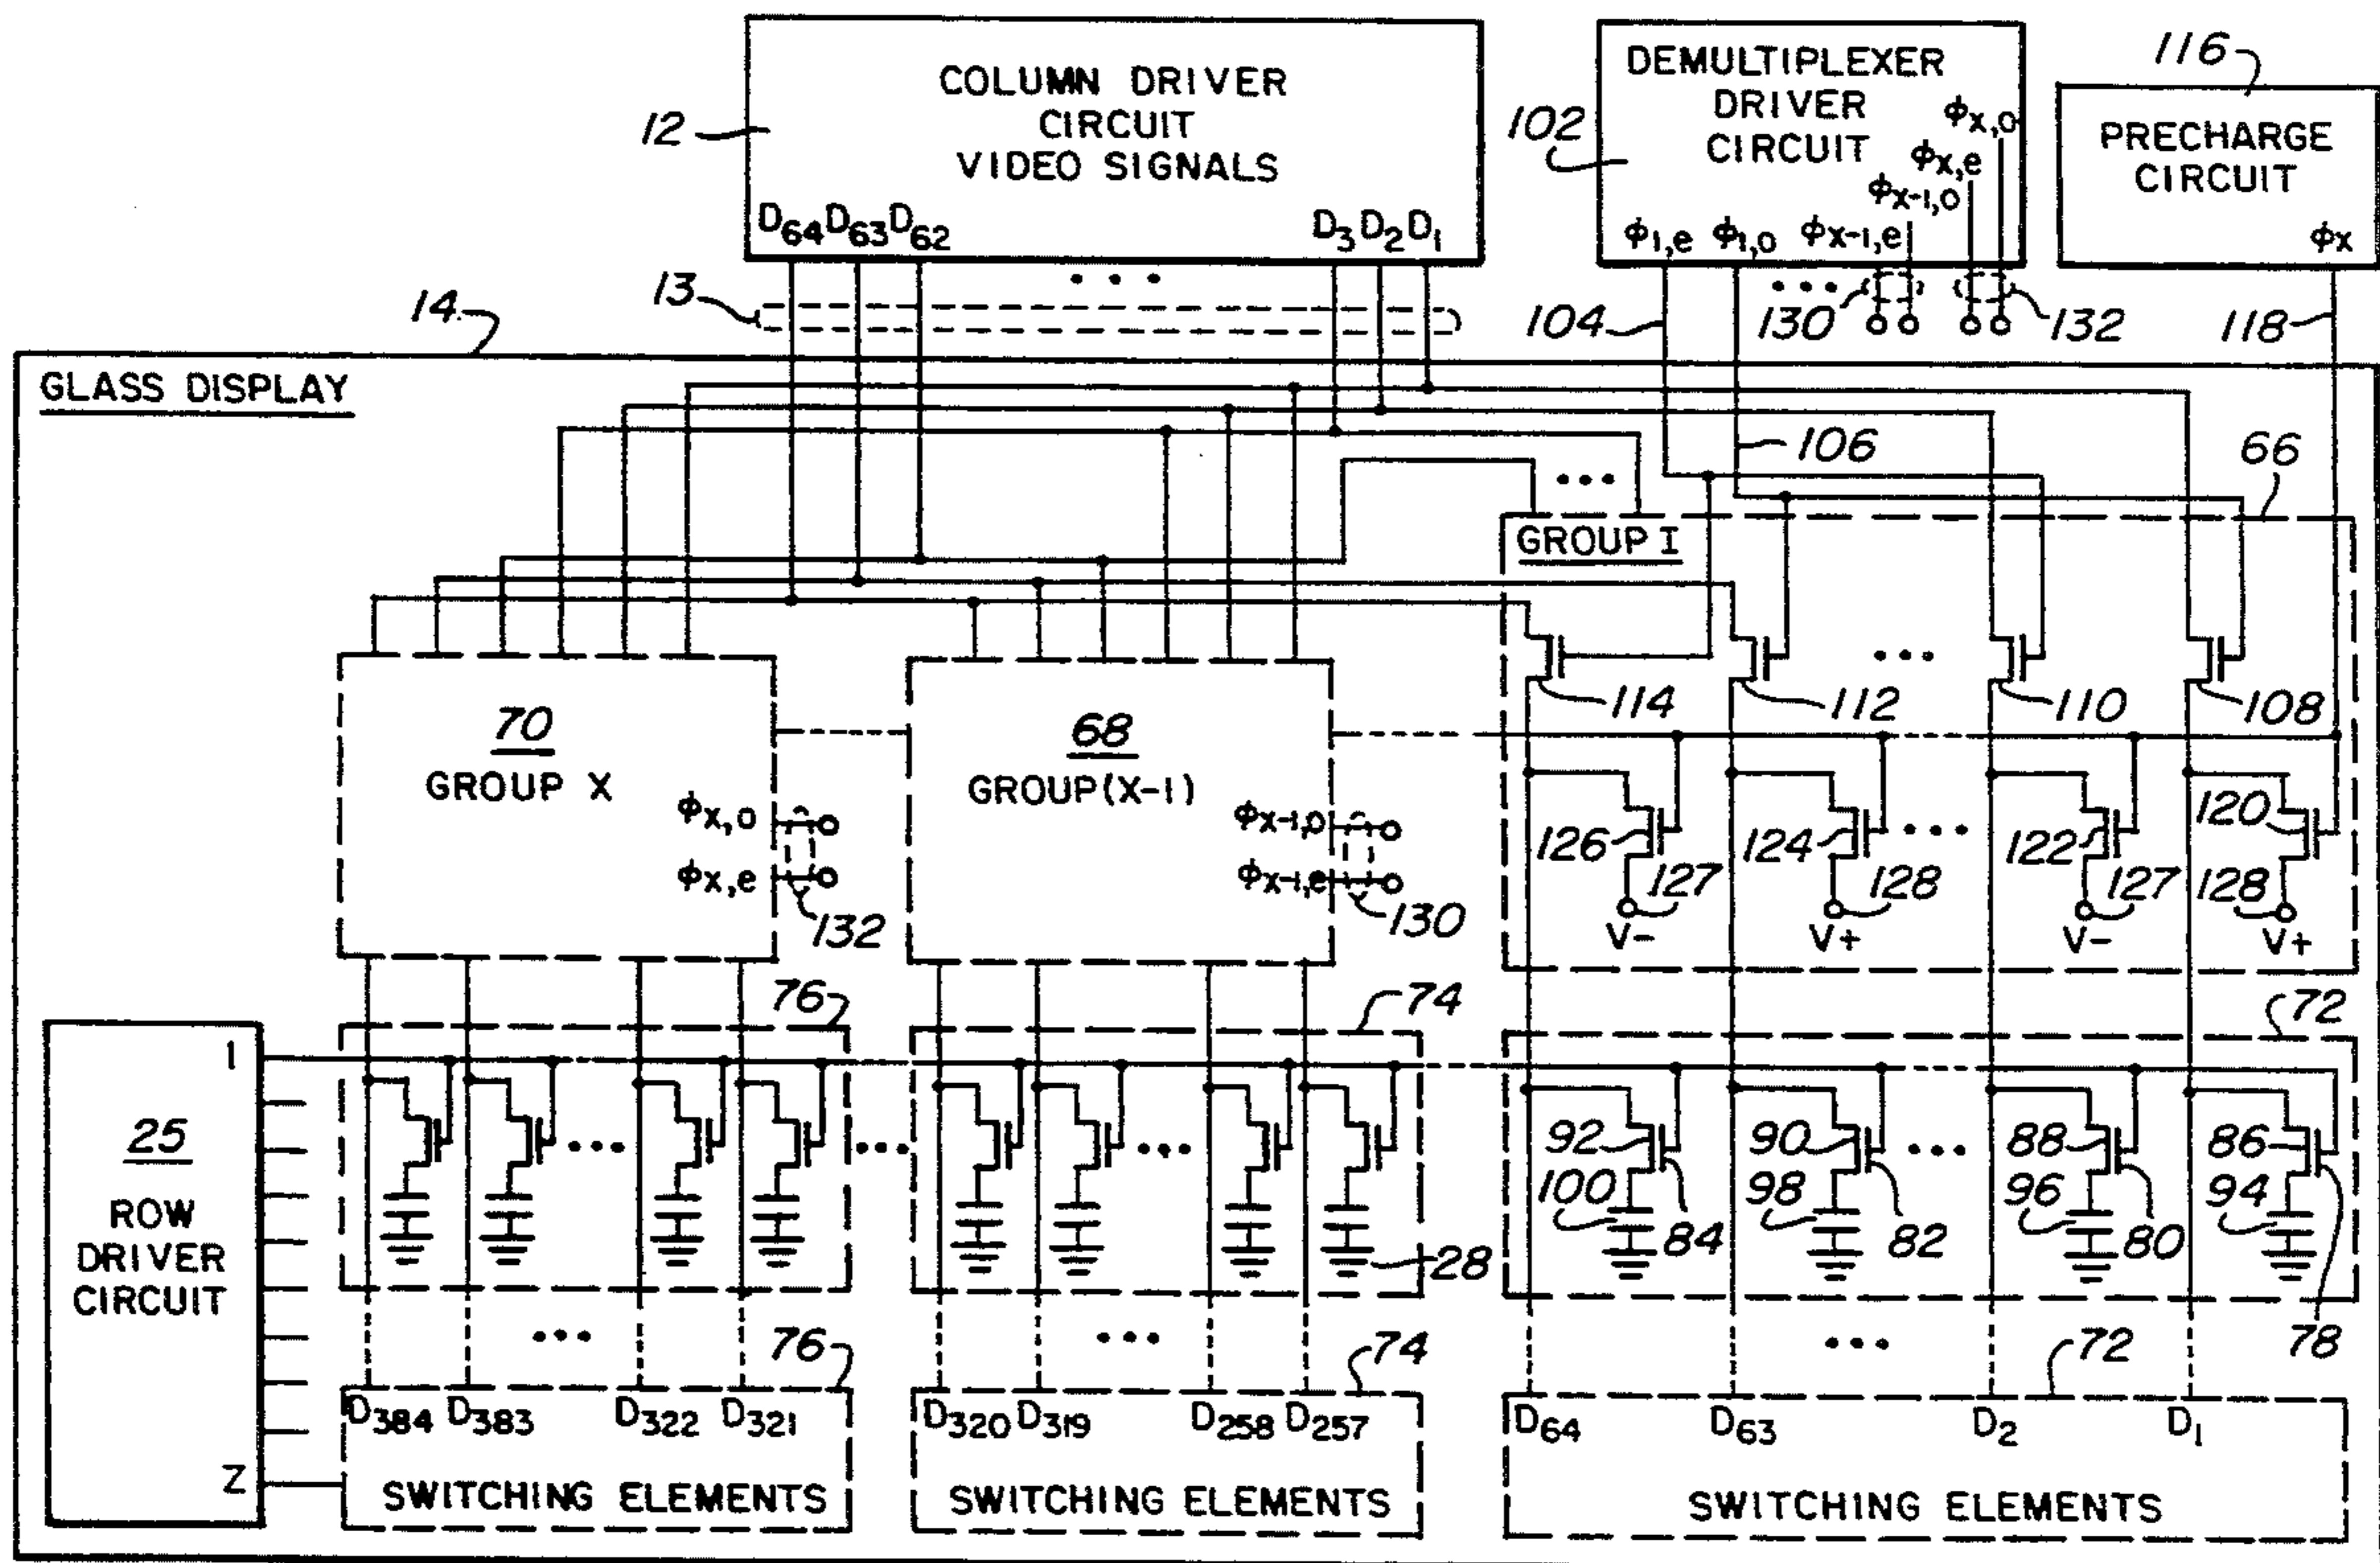 116
COLUMN DRIVER
CIRCUIT
VIDEO SIGNALS
12
D64 D63 D62
D3 D2 D1
DEMULTIPLEXER
DRIVER
CIRCUIT
102
ϕ1,e ϕ1,0 ϕX-1,e ϕX-1,0 ϕX,e ϕX,0
PRECHARGE
CIRCUIT
ϕX
13
• • •
14
104
• • •
130
132
118
GLASS DISPLAY
106
66
• • •
GROUP I
114
112
• • •
110
108
70
GROUP X
ϕX,0
ϕX,e
132
68
GROUP(X-1)
ϕX-1,0
ϕX-1,e
130
126
124
• • •
122
120
127
128
127
128
V-
V+
V-
V+
76
74
72
1
25
ROW
DRIVER
CIRCUIT
Z
• • •
• • •
• • •
28
92
90
• • •
88
86
100
98
96
94
84
82
80
78
• • •
• • •
• • •
76
74
72
D384 D383 D322 D321
D320 D319 D258 D257
D64 D63 D2 D1
SWITCHING ELEMENTS
SWITCHING ELEMENTS
SWITCHING ELEMENTS